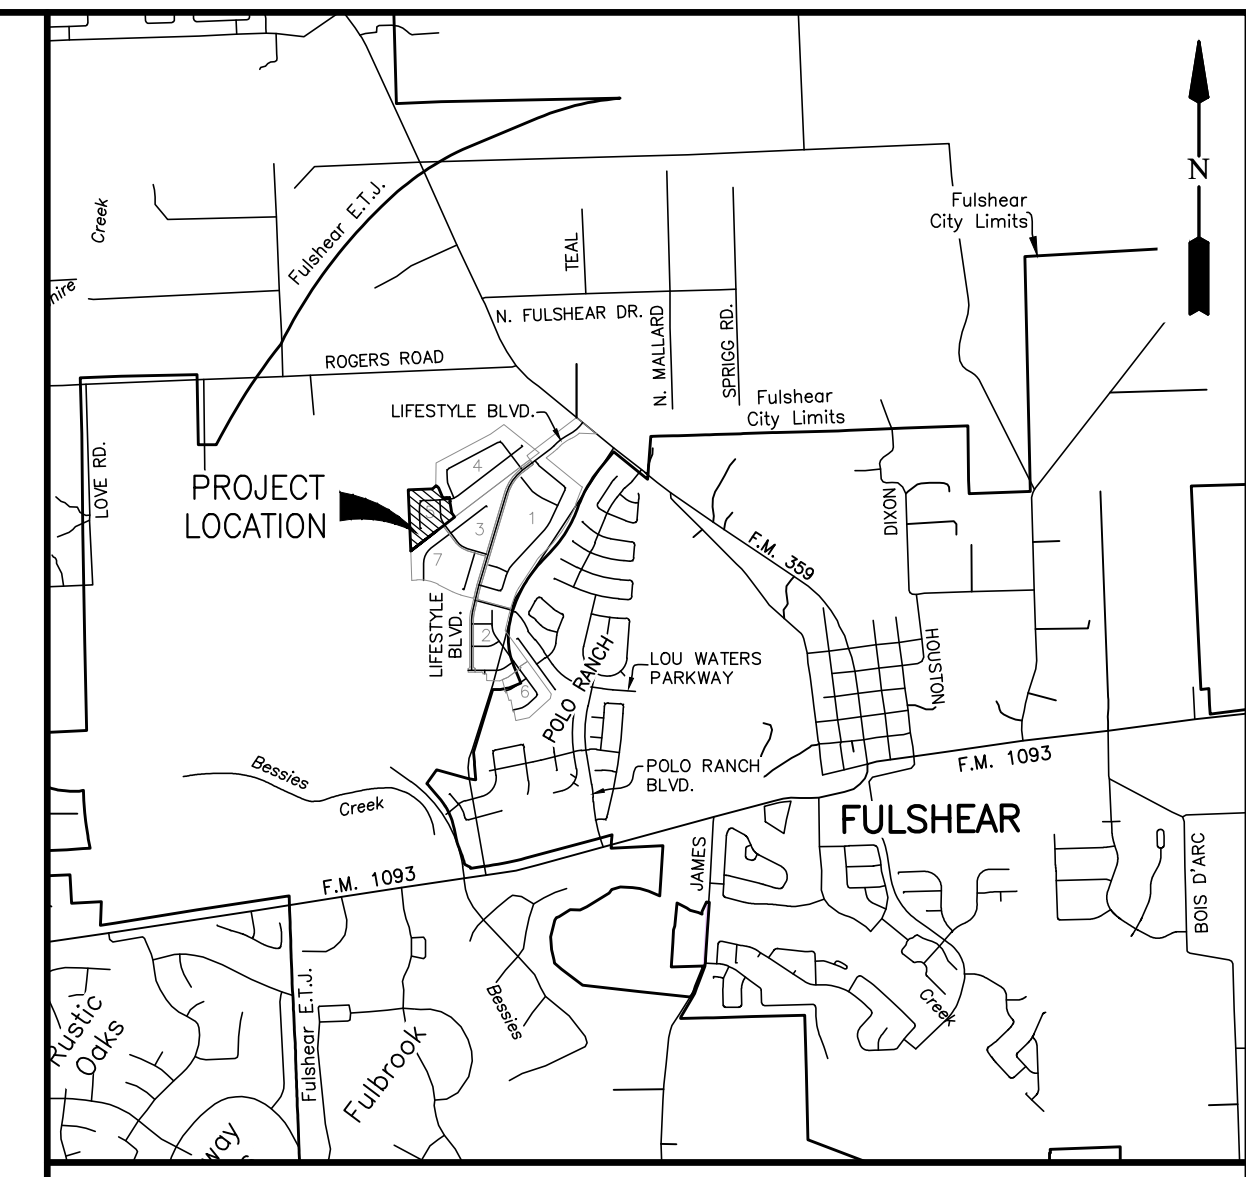 N
Creek
Fulshear E.T.J.
Fulshear
City Limits
TEAL
N. FULSHEAR DR.
N. MALLARD
SPRIGG RD.
ROGERS ROAD
LIFESTYLE BLVD.
Fulshear
City Limits
LOVE RD.
PROJECT
LOCATION
4
1
3
7
2
6
DIXON
F.M. 359
LIFESTYLE
BLVD.
HOUSTON
POLO RANCH
LOU WATERS
PARKWAY
Bessies
Creek
POLO RANCH
BLVD.
F.M. 1093
FULSHEAR
JAMES
BOIS D'ARC
F.M. 1093
Fulshear E.T.J.
Rustic
Oaks
Fulbrook
Bessies
Creek
way